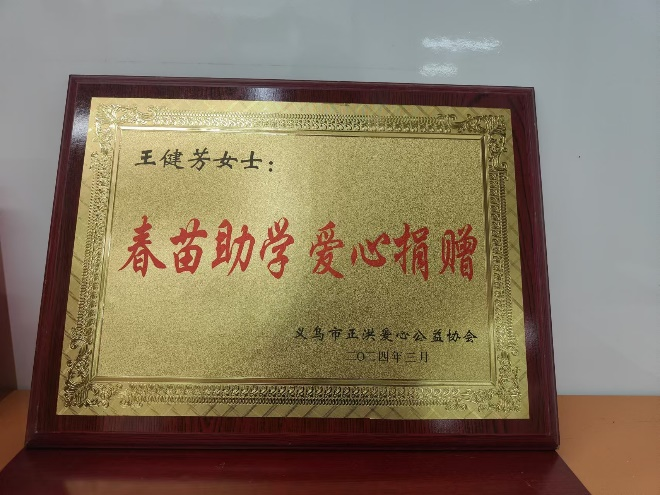 王健芳女士：
春苗助学 爱心捐赠
义乌市正洪爱心公益协会
二〇二四年三月